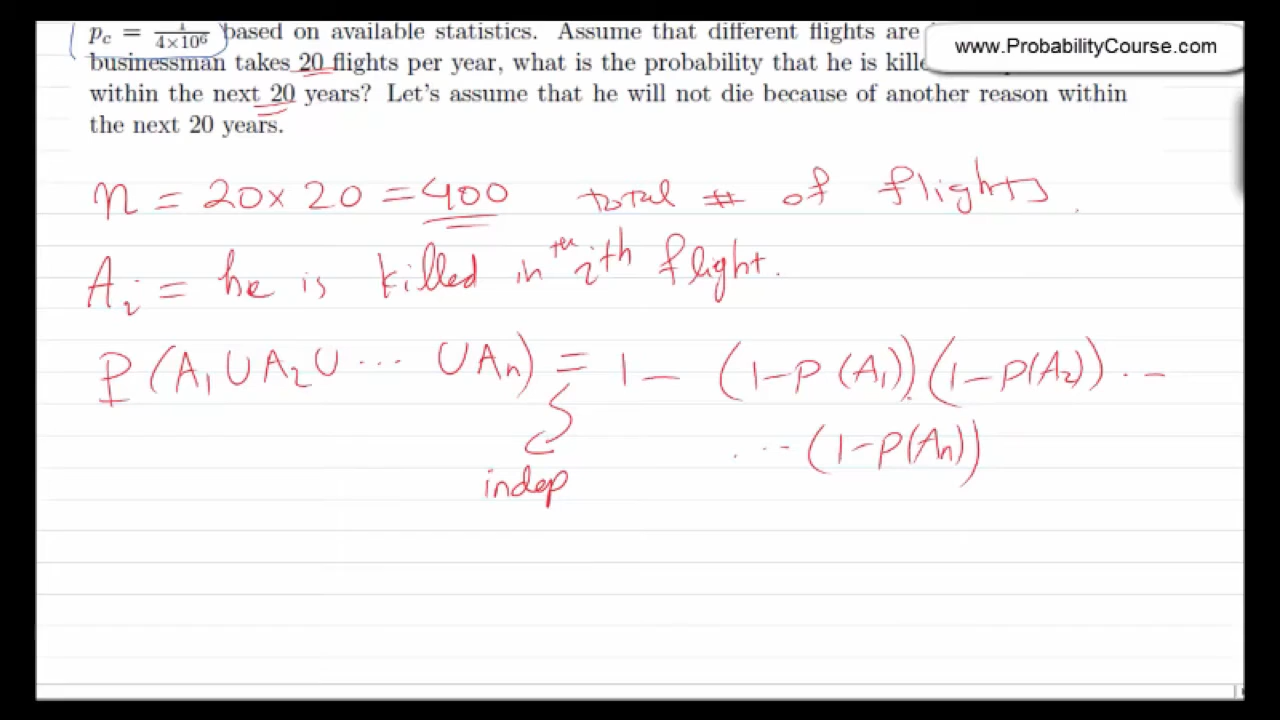 p_c = 1/(4×10^6) based on available statistics. Assume that different flights are
www.ProbabilityCourse.com
businessman takes 20 flights per year, what is the probability that he is kille
within the next 20 years? Let's assume that he will not die because of another reason within
the next 20 years.
n = 20 x 20 = 400 total # of flights.
A_i = he is killed in the ith flight.
P(A_1 ∪ A_2 ∪ ··· ∪ A_n) = 1 - (1-P(A_1)).(1-P(A_2)) ···
··· (1-P(A_n))
indep